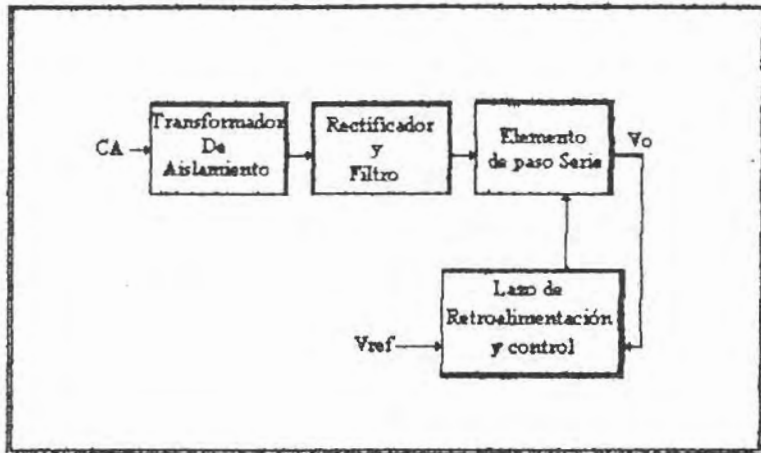 CA
Transformador
De
Aislamiento
Rectificador
y
Filtro
Elemento
de paso Serie
Vo
Lazo de
Retroalimentación
y control
Vref